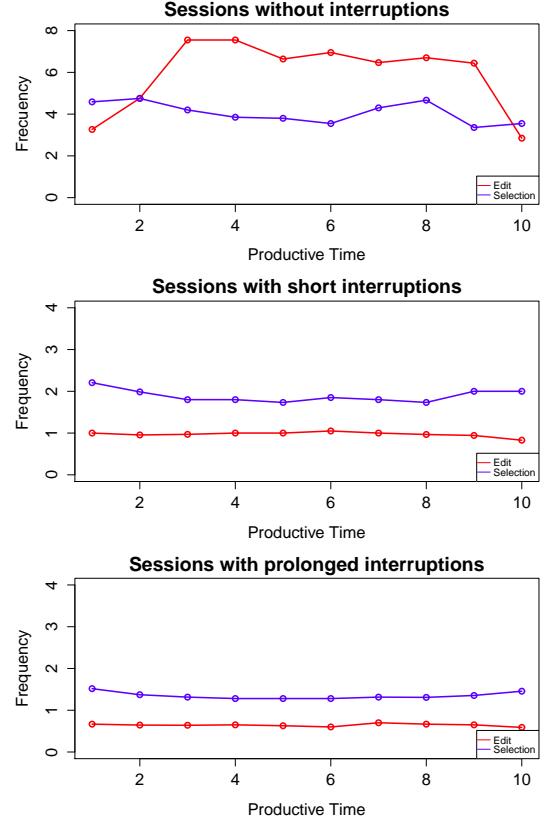 Sessions without interruptions
Frecuency
8
6
4
2
0
Edit
Selection
2 4 6 8 10
Productive Time
Sessions with short interruptions
Frequency
4
3
2
1
0
Edit
Selection
2 4 6 8 10
Productive Time
Sessions with prolonged interruptions
Frequency
4
3
2
1
0
Edit
Selection
2 4 6 8 10
Productive Time